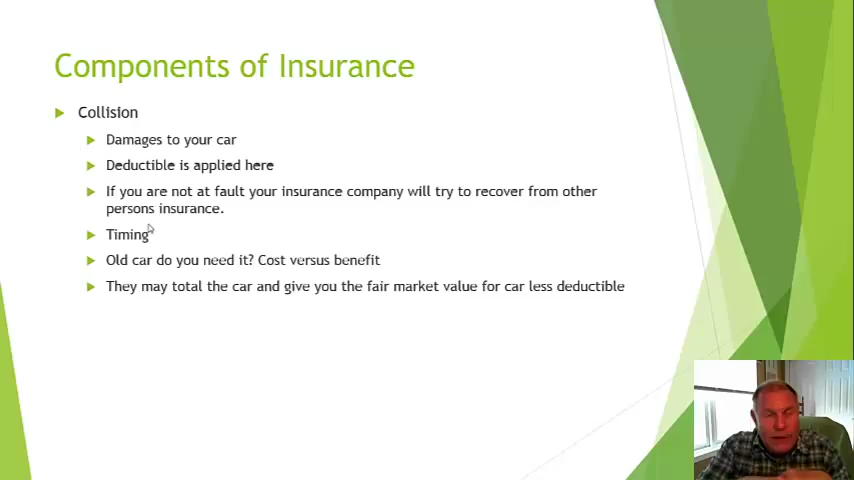 Components of Insurance
Collision
Damages to your car
Deductible is applied here
If you are not at fault your insurance company will try to recover from other
persons insurance.
Timing
Old car do you need it? Cost versus benefit
They may total the car and give you the fair market value for car less deductible